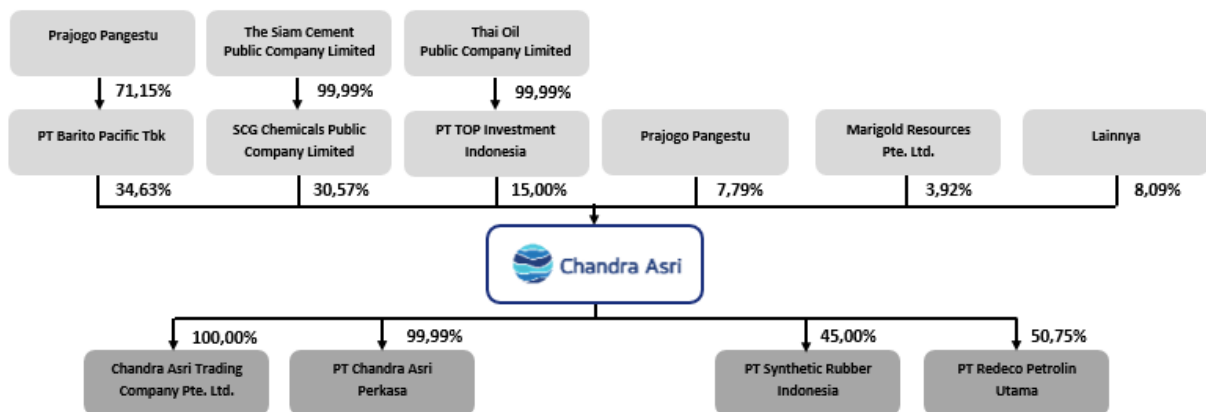 Prajogo Pangestu
The Siam Cement
Public Company Limited
Thai Oil
Public Company Limited
71,15%
99,99%
99,99%
PT Barito Pacific Tbk
SCG Chemicals Public
Company Limited
PT TOP Investment
Indonesia
Prajogo Pangestu
Marigold Resources
Pte. Ltd.
Lainnya
34,63%
30,57%
15,00%
7,79%
3,92%
8,09%
Chandra Asri
100,00%
99,99%
45,00%
50,75%
Chandra Asri Trading
Company Pte. Ltd.
PT Chandra Asri
Perkasa
PT Synthetic Rubber
Indonesia
PT Redeco Petrolin
Utama